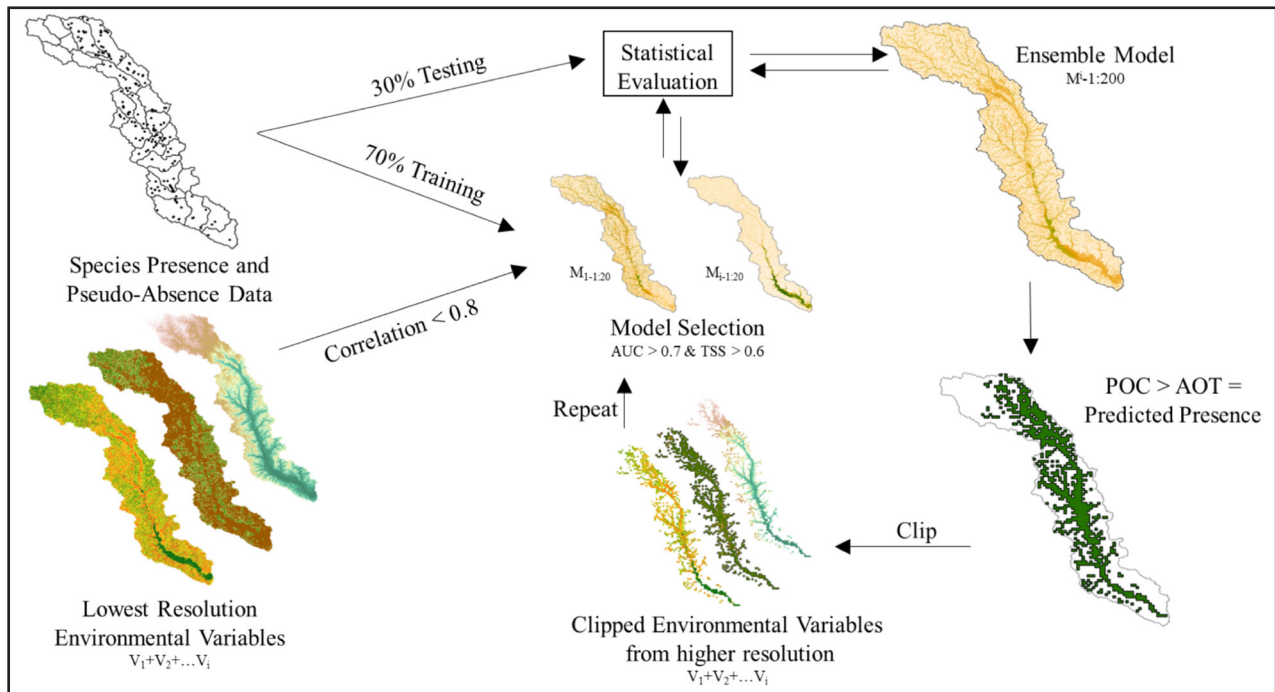 Species Presence and
Pseudo-Absence Data
30% Testing
70% Training
Correlation < 0.8
Lowest Resolution
Environmental Variables
V₁+V₂+…Vᵢ
Statistical
Evaluation
M₁₋₁:₂₀
Mᵢ₋₁:₂₀
Model Selection
AUC > 0.7 & TSS > 0.6
Ensemble Model
Mⁱ-1:200
POC > AOT =
Predicted Presence
Clip
Clipped Environmental Variables
from higher resolution
V₁+V₂+…Vᵢ
Repeat